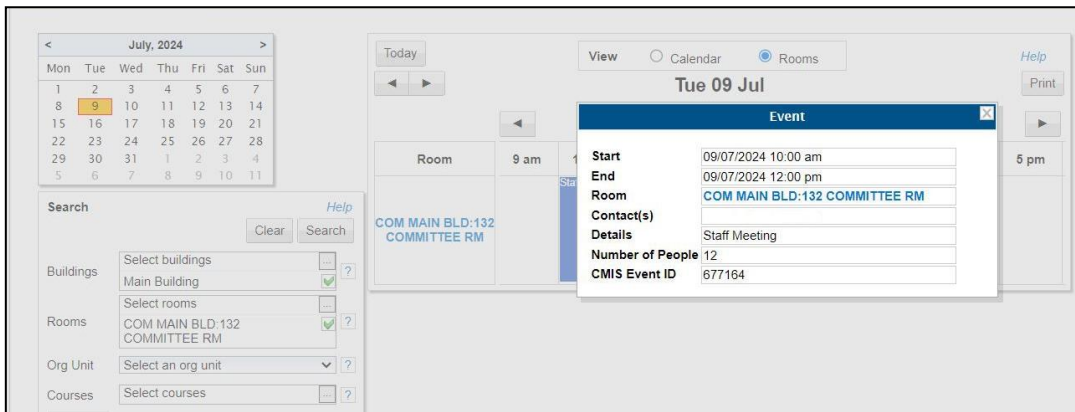 < July, 2024 >
Mon Tue Wed Thu Fri Sat Sun
1 2 3 4 5 6 7
8 9 10 11 12 13 14
15 16 17 18 19 20 21
22 23 24 25 26 27 28
29 30 31 1 2 3 4
5 6 7 8 9 10 11
Search Help
Clear Search
Buildings Select buildings ... ?
Main Building
Rooms Select rooms ... ?
COM MAIN BLD:132
COMMITTEE RM
Org Unit Select an org unit ?
Courses Select courses ... ?
Today View Calendar Rooms Help
Tue 09 Jul Print
Room 9 am 5 pm
COM MAIN BLD:132
COMMITTEE RM
Event
Start 09/07/2024 10:00 am
End 09/07/2024 12:00 pm
Room COM MAIN BLD:132 COMMITTEE RM
Contact(s)
Details Staff Meeting
Number of People 12
CMIS Event ID 677164